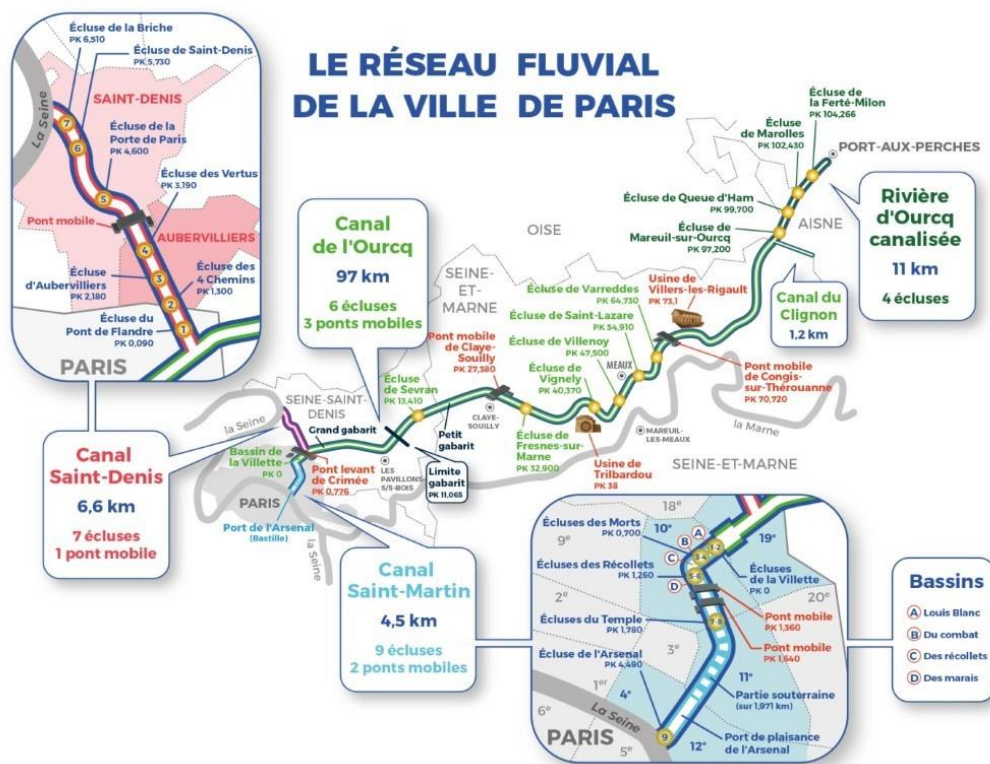 LE RÉSEAU FLUVIAL
DE LA VILLE DE PARIS
Écluse de la Briche
PK 6,510
Écluse de Saint-Denis
PK 5,730
SAINT-DENIS
La Seine
7
6
Écluse de la
Porte de Paris
PK 4,600
5
Écluse des Vertus
PK 3,190
Pont mobile
AUBERVILLIERS
4
Écluse
d'Aubervilliers
PK 2,180
3
Écluse des
4 Chemins
PK 1,300
2
Écluse du
Pont de Flandre
PK 0,090
1
PARIS
Canal
Saint-Denis
6,6 km
7 écluses
1 pont mobile
Canal
de l'Ourcq
97 km
6 écluses
3 ponts mobiles
Écluse de
la Ferté-Milon
PK 104,266
Écluse
de Marolles
PK 102,430
PORT-AUX-PERCHES
Écluse de Queue d'Ham
PK 99,700
Écluse de
Mareuil-sur-Ourcq
PK 97,200
OISE
AISNE
Rivière
d'Ourcq
canalisée
11 km
4 écluses
Canal du
Clignon
1,2 km
SEINE-
ET-
MARNE
Usine de
Villers-les-Rigault
PK 73,1
Écluse de Varreddes
PK 64,730
Écluse de Saint-Lazare
PK 54,910
Écluse de Villenoy
PK 47,500
MEAUX
Écluse
de Vignely
PK 40,370
Pont mobile
de Claye-
Souilly
PK 27,380
Pont mobile
de Congis-
sur-Thérouanne
PK 70,720
Écluse
de Sevran
PK 13,410
SEINE-SAINT-
DENIS
la Seine
Grand gabarit
Petit
gabarit
CLAYE-
SOUILLY
MAREUIL-
LES-MEAUX
la Marne
SEINE-ET-MARNE
Écluse de
Fresnes-sur-
Marne
PK 32,900
Usine de
Trilbardou
PK 38
Bassin de
la Villette
PK 0
Pont levant
de Crimée
PK 0,776
LES
PAVILLONS
S/S-BOIS
Limite
gabarit
PK 11,065
PARIS
Port de l'Arsenal
(Bastille)
la Seine
Canal
Saint-Martin
4,5 km
9 écluses
2 ponts mobiles
18e
Écluses des Morts
PK 0,700
10e
9e
A
B
C
D
1-2
3-4
5-6
19e
Écluses
de la Villette
PK 0
Écluses des Récollets
PK 1,260
20e
2e
Pont mobile
PK 1,360
Écluses du Temple
PK 1,780
7-8
Pont mobile
PK 1,640
3e
Écluse de l'Arsenal
PK 4,490
11e
1er
4e
Partie souterraine
(sur 1,971 km)
6e
La Seine
PARIS
9
Port de plaisance
de l'Arsenal
5e
12e
Bassins
A Louis Blanc
B Du combat
C Des récollets
D Des marais